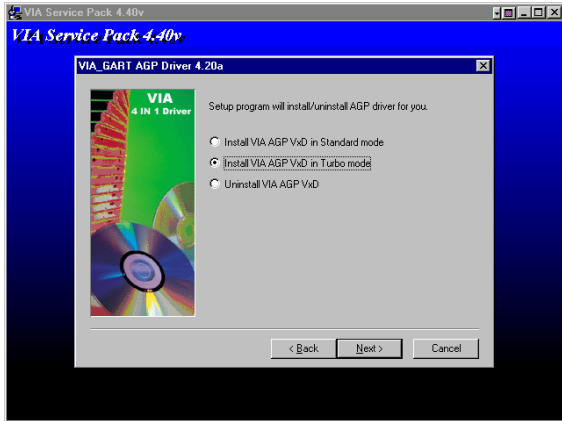 VIA Service Pack 4.40v
VIA Service Pack 4.40v
VIA_GART AGP Driver 4.20a
VIA
4 IN 1 Driver
Setup program will install/uninstall AGP driver for you.
Install VIA AGP VxD in Standard mode
Install VIA AGP VxD in Turbo mode
Uninstall VIA AGP VxD
< Back
Next >
Cancel